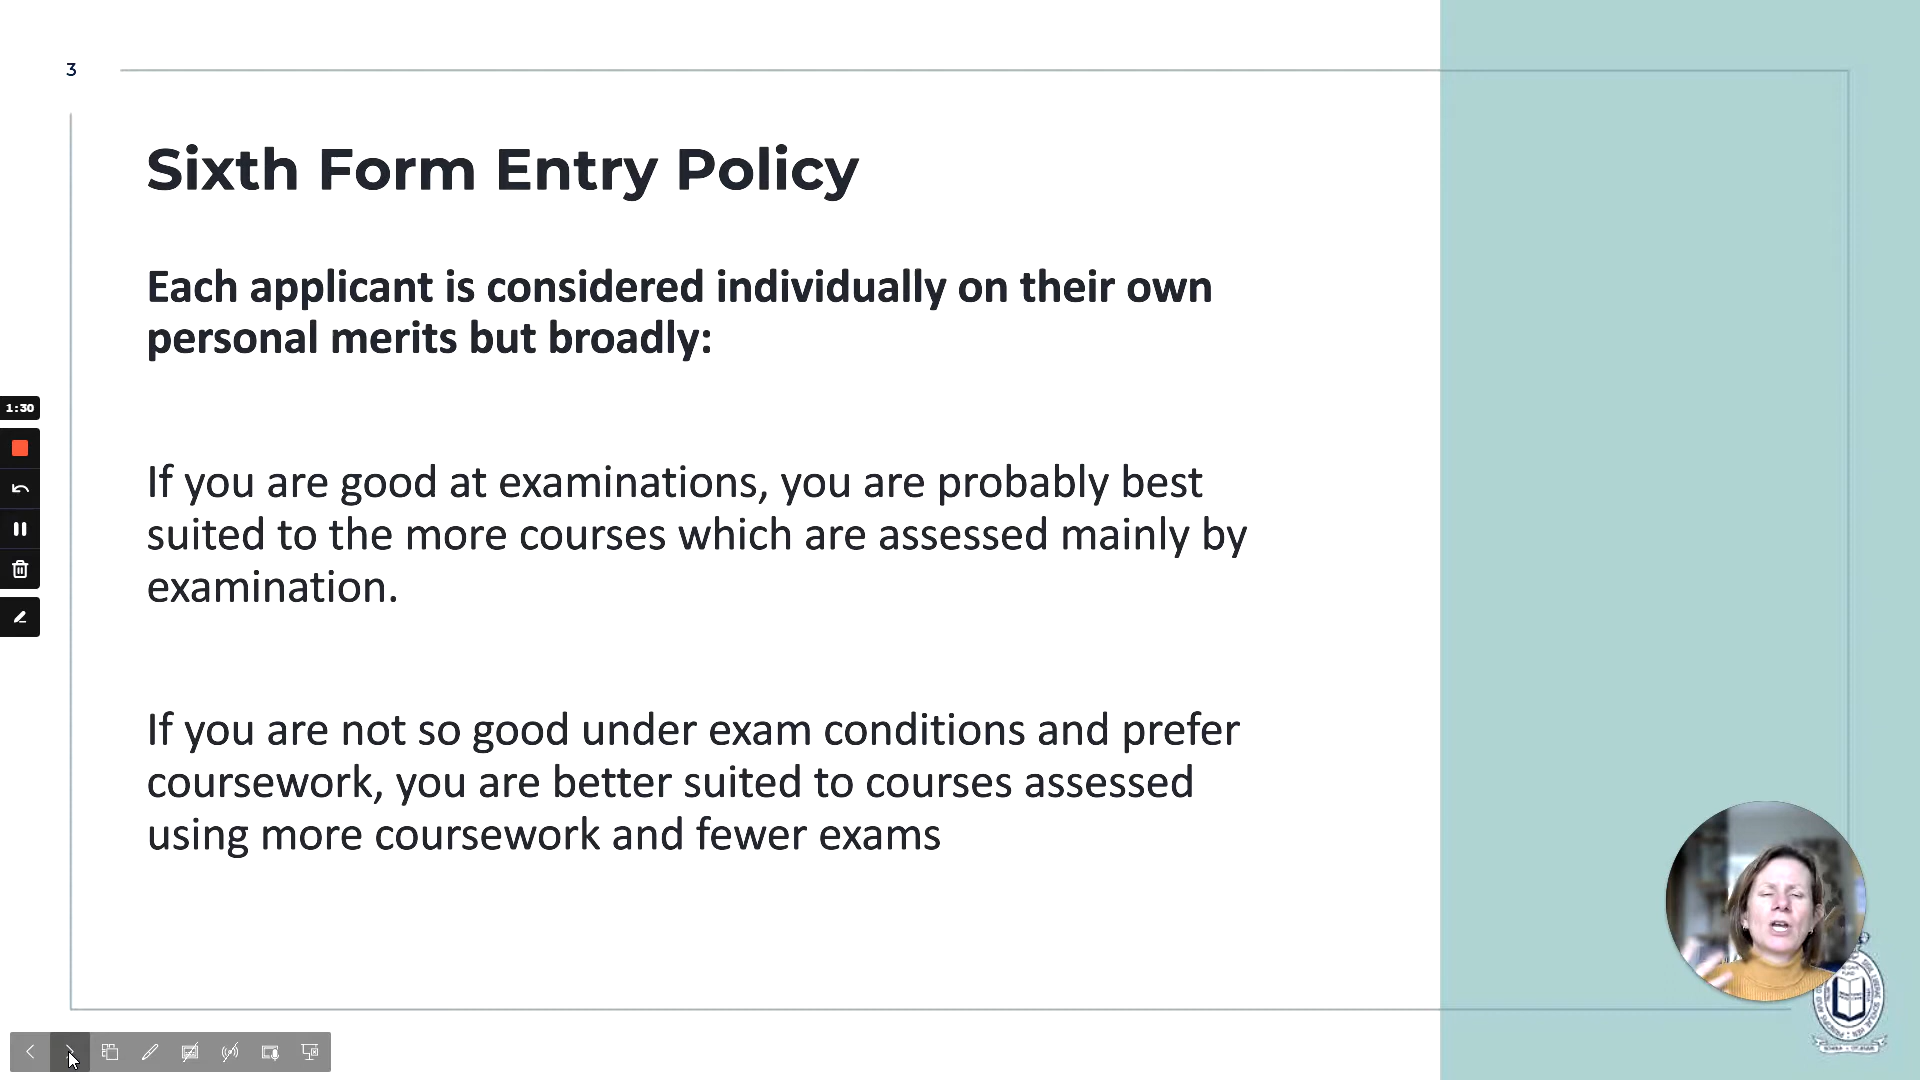 3
Sixth Form Entry Policy
Each applicant is considered individually on their own
personal merits but broadly:
1:30
If you are good at examinations, you are probably best
suited to the more courses which are assessed mainly by
examination.
If you are not so good under exam conditions and prefer
coursework, you are better suited to courses assessed
using more coursework and fewer exams